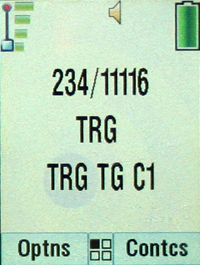 234/11116
TRG
TRG TG C1
Optns Contcs